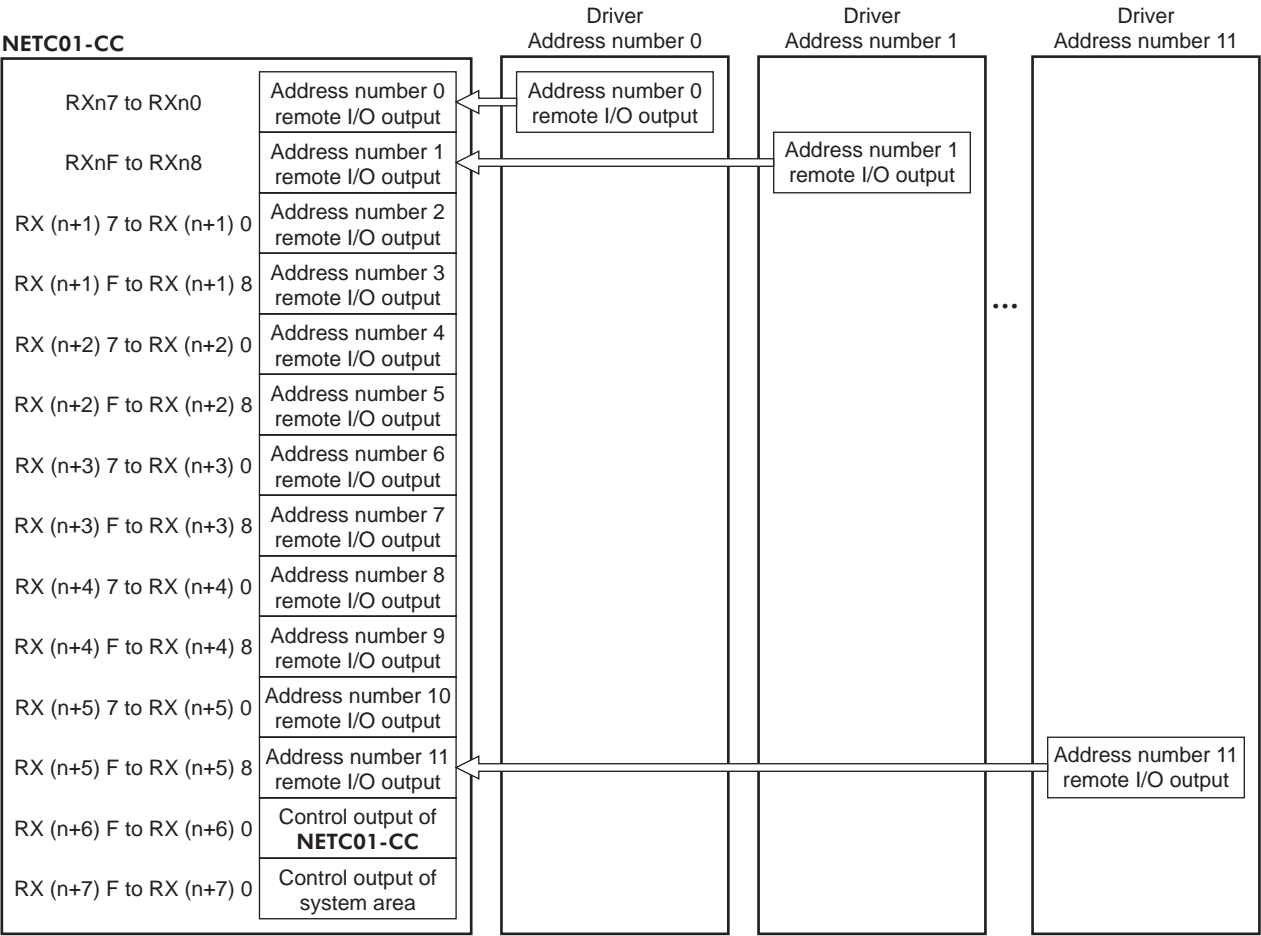 NETC01-CC
Driver
Address number 0
Driver
Address number 1
Driver
Address number 11
RXn7 to RXn0
Address number 0
remote I/O output
Address number 0
remote I/O output
RXnF to RXn8
Address number 1
remote I/O output
Address number 1
remote I/O output
RX (n+1) 7 to RX (n+1) 0
Address number 2
remote I/O output
RX (n+1) F to RX (n+1) 8
Address number 3
remote I/O output
...
RX (n+2) 7 to RX (n+2) 0
Address number 4
remote I/O output
RX (n+2) F to RX (n+2) 8
Address number 5
remote I/O output
RX (n+3) 7 to RX (n+3) 0
Address number 6
remote I/O output
RX (n+3) F to RX (n+3) 8
Address number 7
remote I/O output
RX (n+4) 7 to RX (n+4) 0
Address number 8
remote I/O output
RX (n+4) F to RX (n+4) 8
Address number 9
remote I/O output
RX (n+5) 7 to RX (n+5) 0
Address number 10
remote I/O output
RX (n+5) F to RX (n+5) 8
Address number 11
remote I/O output
Address number 11
remote I/O output
RX (n+6) F to RX (n+6) 0
Control output of
NETC01-CC
RX (n+7) F to RX (n+7) 0
Control output of
system area